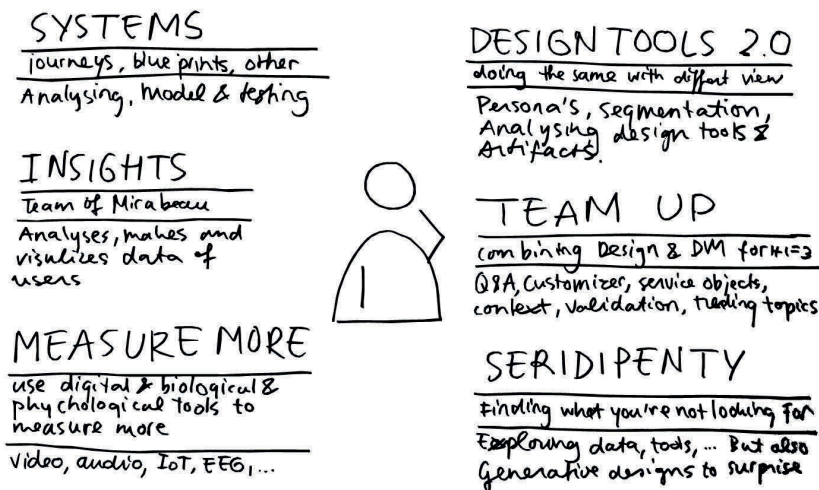 SYSTEMS
journeys, blueprints, other
Analysing, Model & testing
INSIGHTS
Team of Mirabeau
Analyses, makes and
visulizes data of
users
MEASURE MORE
use digital & biological &
phychological tools to
measure more
Video, audio, IoT, EEG,...
DESIGN TOOLS 2.0
doing the same with diffent view
Persona's, segmentation,
Analysing design tools &
Artifacts.
TEAM UP
combining Design & DVM for 1+1=3
Q&A, Customizer, service objects,
context, validation, trending topics
SERIDIPENTY
Finding what you're not looking for
Exploring data, tools,... But also
Generative designs to surprise